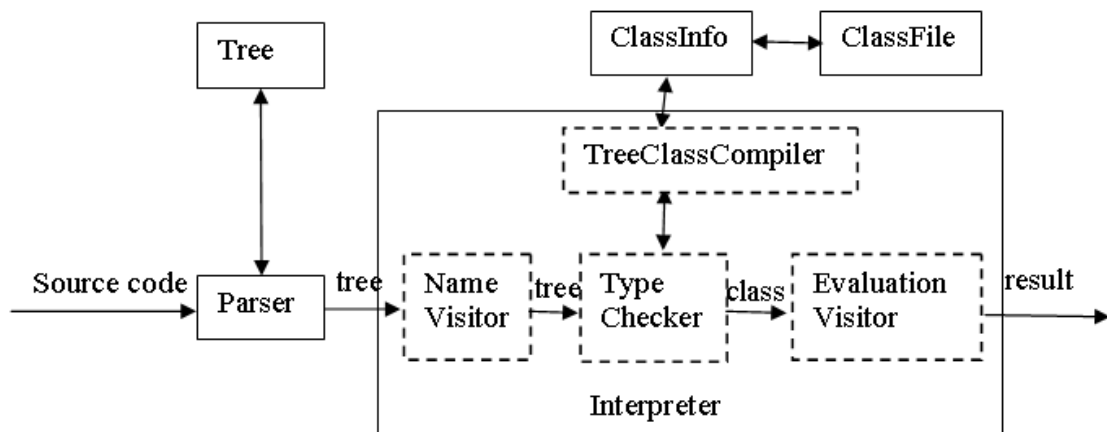 Tree
ClassInfo
ClassFile
TreeClassCompiler
Source code
Parser
tree
Name
Visitor
tree
Type
Checker
class
Evaluation
Visitor
result
Interpreter